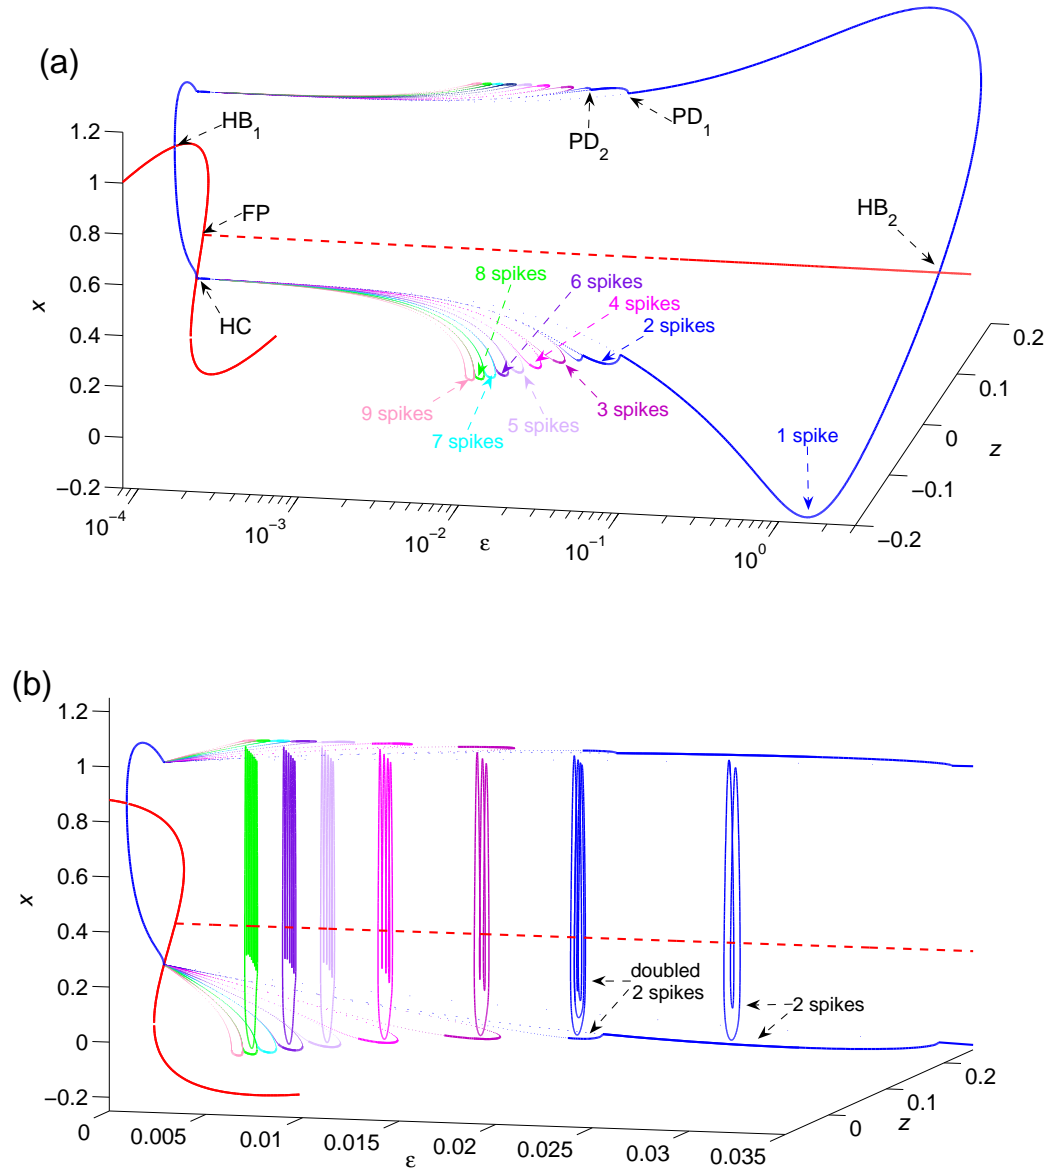 (a)
HB1
PD2
PD1
1.2
1
0.8
0.6
0.4
0.2
0
−0.2
x
FP
HC
HB2
8 spikes
6 spikes
4 spikes
2 spikes
9 spikes
7 spikes
5 spikes
3 spikes
1 spike
0.2
0.1
0
−0.1
−0.2
z
10−4
10−3
10−2
10−1
100
ε
(b)
1.2
1
0.8
0.6
0.4
0.2
0
−0.2
x
doubled
2 spikes
2 spikes
0.2
0.1
0
z
0
0.005
0.01
0.015
0.02
0.025
0.03
0.035
ε